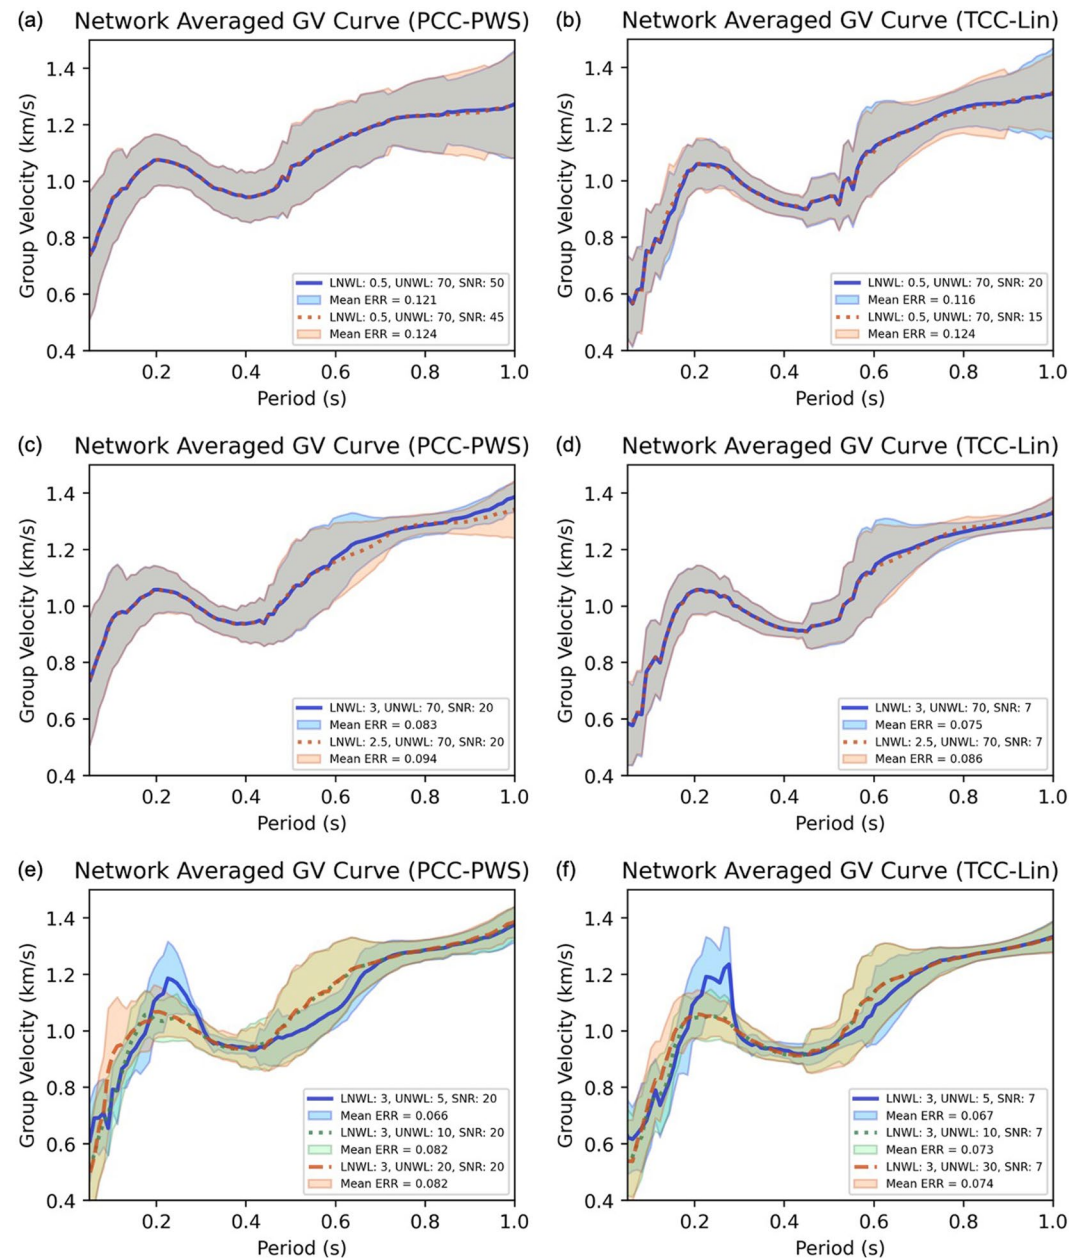 (a) Network Averaged GV Curve (PCC-PWS)
Group Velocity (km/s)
1.4
1.2
1.0
0.8
0.6
0.4
LNWL: 0.5, UNWL: 70, SNR: 50
Mean ERR = 0.121
LNWL: 0.5, UNWL: 70, SNR: 45
Mean ERR = 0.124
0.2 0.4 0.6 0.8 1.0
Period (s)
(b) Network Averaged GV Curve (TCC-Lin)
Group Velocity (km/s)
1.4
1.2
1.0
0.8
0.6
0.4
LNWL: 0.5, UNWL: 70, SNR: 20
Mean ERR = 0.116
LNWL: 0.5, UNWL: 70, SNR: 15
Mean ERR = 0.124
0.2 0.4 0.6 0.8 1.0
Period (s)
(c) Network Averaged GV Curve (PCC-PWS)
Group Velocity (km/s)
1.4
1.2
1.0
0.8
0.6
0.4
LNWL: 3, UNWL: 70, SNR: 20
Mean ERR = 0.083
LNWL: 2.5, UNWL: 70, SNR: 20
Mean ERR = 0.094
0.2 0.4 0.6 0.8 1.0
Period (s)
(d) Network Averaged GV Curve (TCC-Lin)
Group Velocity (km/s)
1.4
1.2
1.0
0.8
0.6
0.4
LNWL: 3, UNWL: 70, SNR: 7
Mean ERR = 0.075
LNWL: 2.5, UNWL: 70, SNR: 7
Mean ERR = 0.086
0.2 0.4 0.6 0.8 1.0
Period (s)
(e) Network Averaged GV Curve (PCC-PWS)
Group Velocity (km/s)
1.4
1.2
1.0
0.8
0.6
0.4
LNWL: 3, UNWL: 5, SNR: 20
Mean ERR = 0.066
LNWL: 3, UNWL: 10, SNR: 20
Mean ERR = 0.082
LNWL: 3, UNWL: 20, SNR: 20
Mean ERR = 0.082
0.2 0.4 0.6 0.8 1.0
Period (s)
(f) Network Averaged GV Curve (TCC-Lin)
Group Velocity (km/s)
1.4
1.2
1.0
0.8
0.6
0.4
LNWL: 3, UNWL: 5, SNR: 7
Mean ERR = 0.067
LNWL: 3, UNWL: 10, SNR: 7
Mean ERR = 0.073
LNWL: 3, UNWL: 30, SNR: 7
Mean ERR = 0.074
0.2 0.4 0.6 0.8 1.0
Period (s)